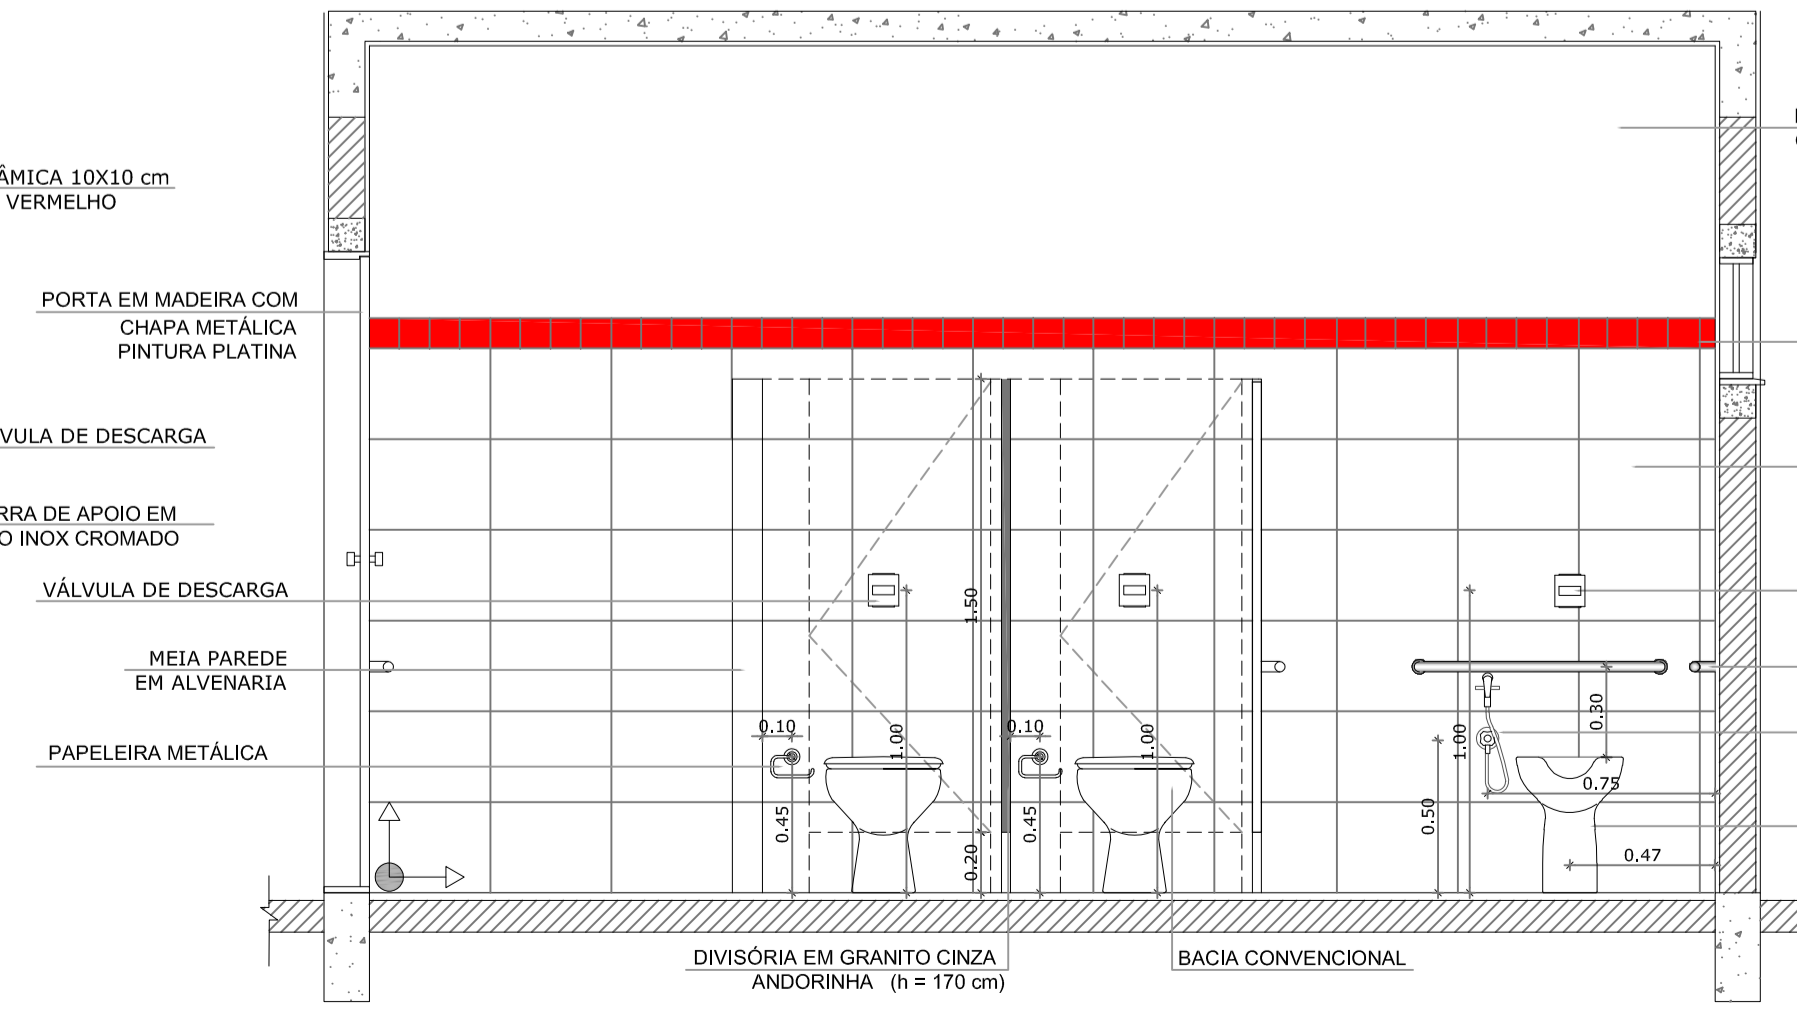 ÂMICA 10X10 cm
VERMELHO
PORTA EM MADEIRA COM
CHAPA METÁLICA
PINTURA PLATINA
VULA DE DESCARGA
RRA DE APOIO EM
O INOX CROMADO
VÁLVULA DE DESCARGA
MEIA PAREDE
EM ALVENARIA
PAPELEIRA METÁLICA
1.50
0.10
0.45
1.00
0.20
0.10
0.45
1.00
0.50
1.00
0.30
0.75
0.47
DIVISÓRIA EM GRANITO CINZA
ANDORINHA (h = 170 cm)
BACIA CONVENCIONAL